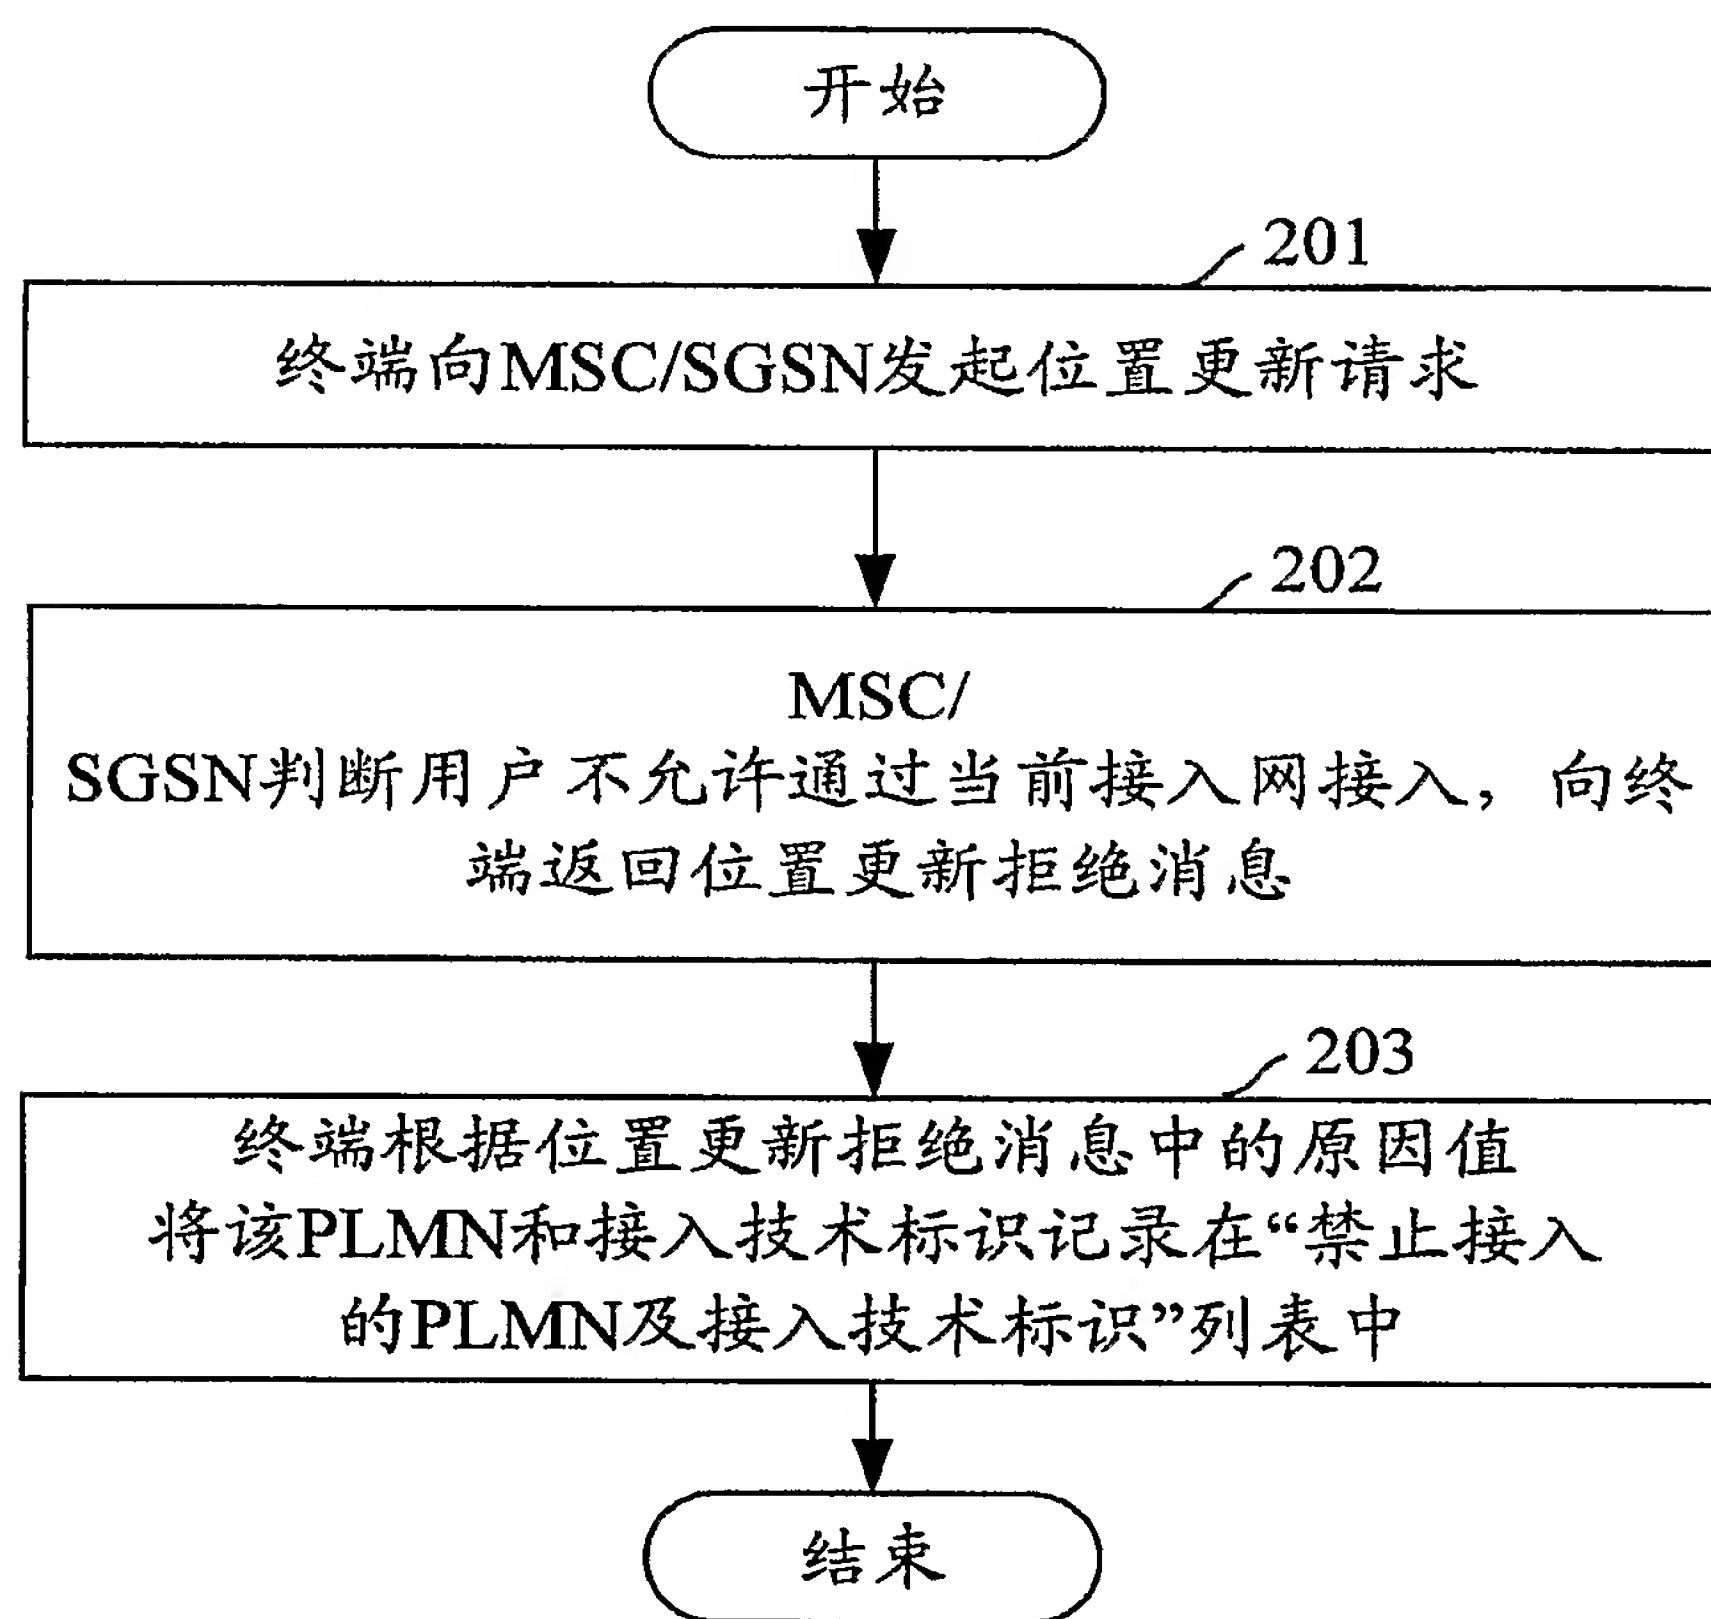 开始
201
终端向MSC/SGSN发起位置更新请求
202
MSC/
SGSN判断用户不允许通过当前接入网接入，向终
端返回位置更新拒绝消息
203
终端根据位置更新拒绝消息中的原因值
将该PLMN和接入技术标识记录在“禁止接入
的PLMN及接入技术标识”列表中
结束